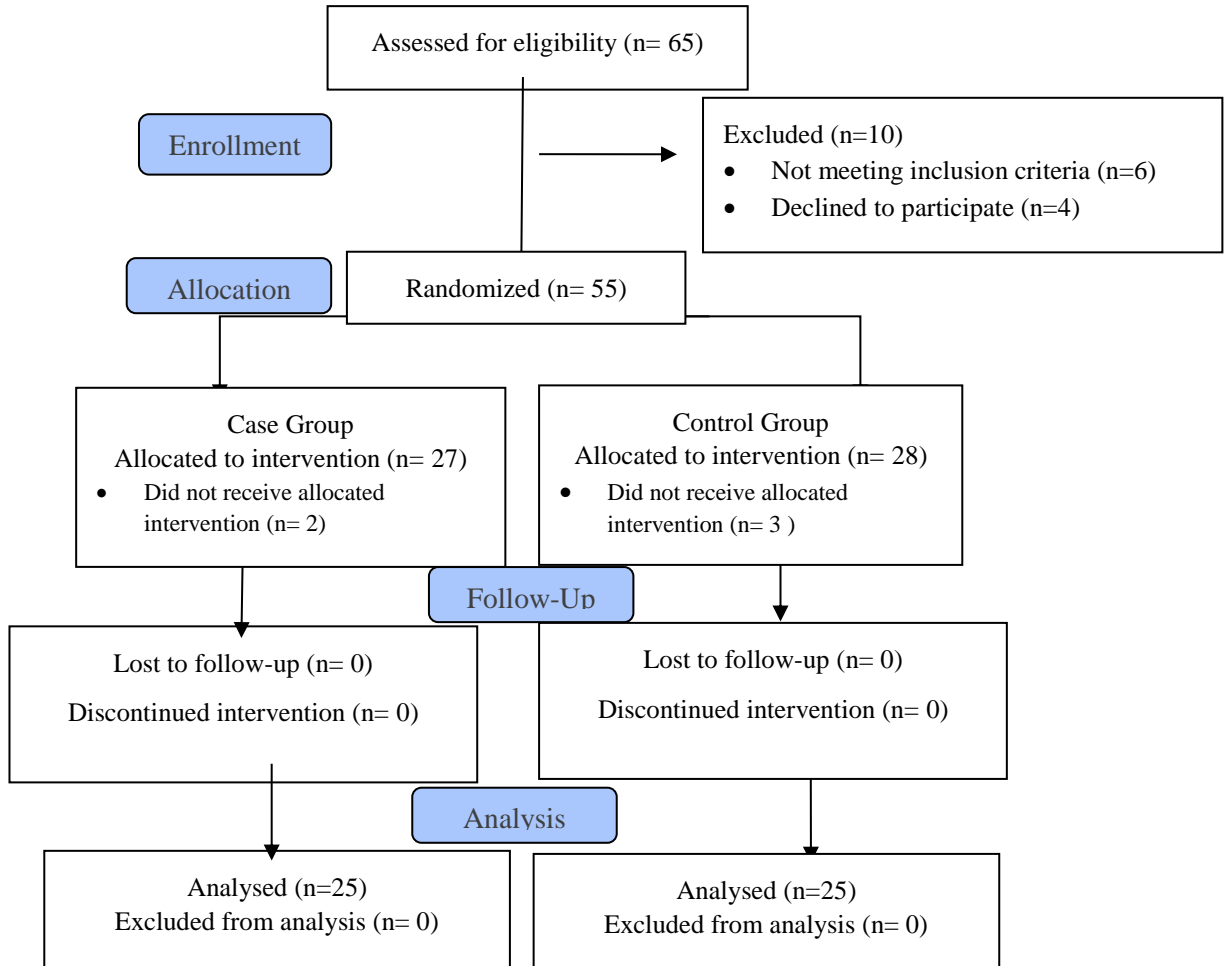 Assessed for eligibility (n= 65)
Enrollment
Excluded (n=10)
• Not meeting inclusion criteria (n=6)
• Declined to participate (n=4)
Allocation
Randomized (n= 55)
Case Group
Allocated to intervention (n= 27)
• Did not receive allocated
intervention (n= 2)
Control Group
Allocated to intervention (n= 28)
• Did not receive allocated
intervention (n= 3 )
Follow-Up
Lost to follow-up (n= 0)
Discontinued intervention (n= 0)
Lost to follow-up (n= 0)
Discontinued intervention (n= 0)
Analysis
Analysed (n=25)
Excluded from analysis (n= 0)
Analysed (n=25)
Excluded from analysis (n= 0)